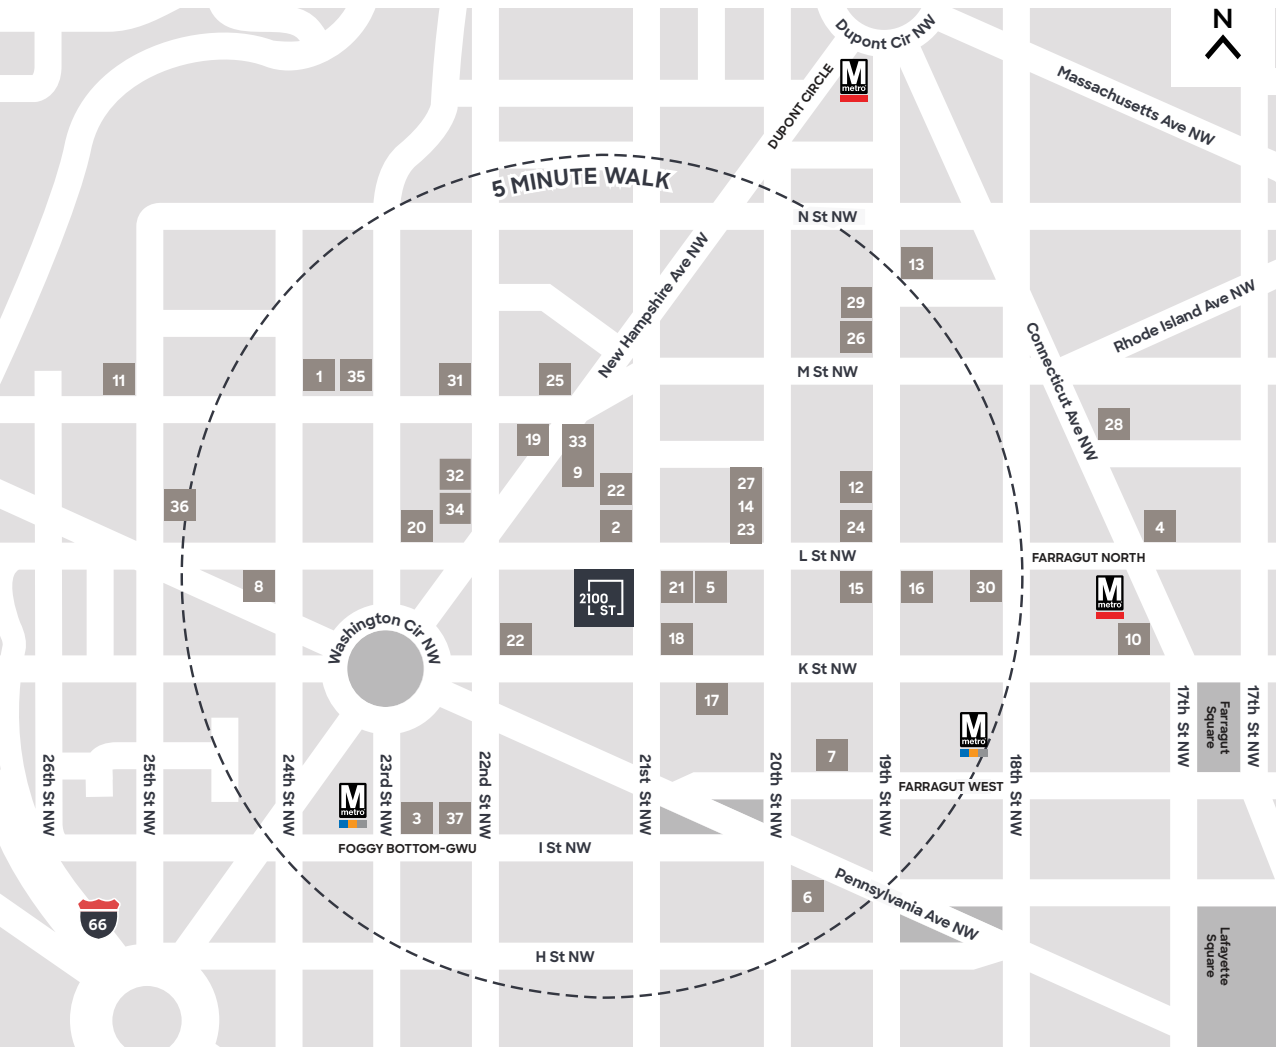 N
Dupont Cir NW
M
metro
DUPONT CIRCLE
Massachusetts Ave NW
5 MINUTE WALK
N St NW
New Hampshire Ave NW
13
29
26
Rhode Island Ave NW
Connecticut Ave NW
M St NW
11
1
35
31
25
28
19
33
9
32
34
22
2
27
14
23
12
24
36
20
4
L St NW
FARRAGUT NORTH
M
metro
8
2100
L ST
21
5
15
16
30
Washington Cir NW
22
18
10
K St NW
17
7
M
metro
17th St NW
Farragut
Square
17th St NW
26th St NW
25th St NW
24th St NW
23rd St NW
22nd St NW
21st St NW
20th St NW
19th St NW
18th St NW
FARRAGUT WEST
M
metro
3
37
FOGGY BOTTOM-GWU
I St NW
6
Pennsylvania Ave NW
66
H St NW
Lafayette
Square